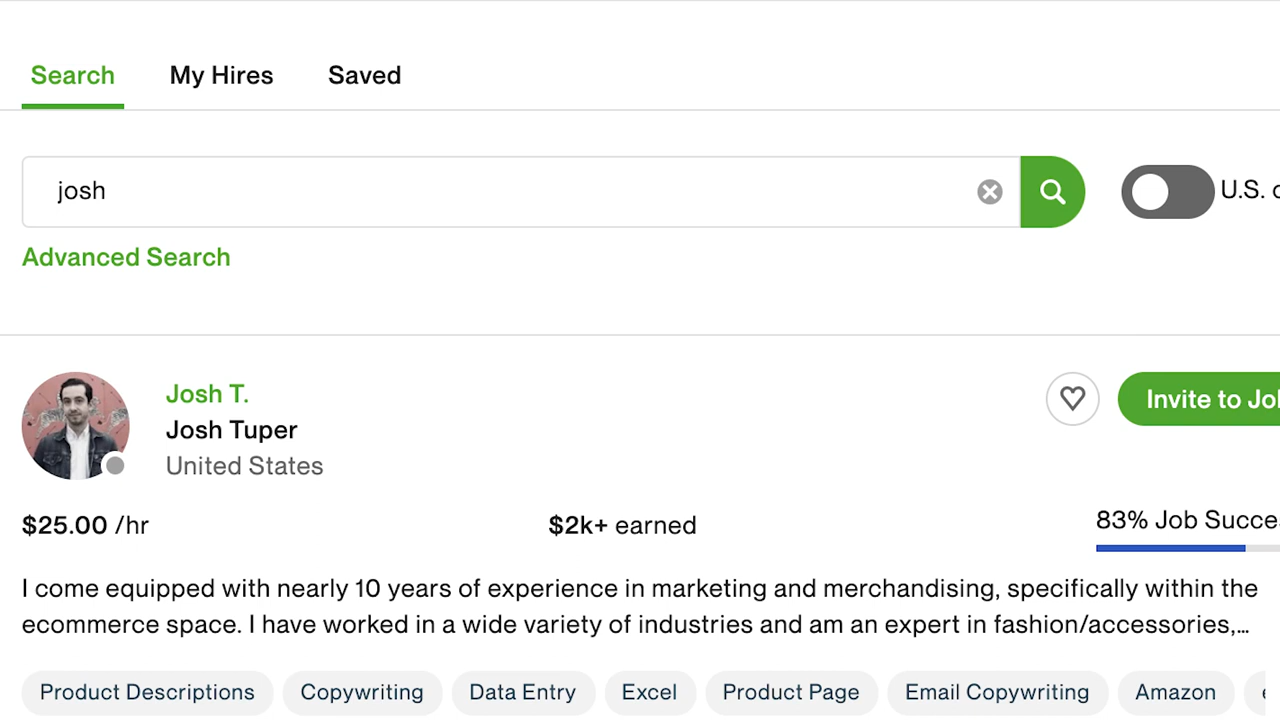 Search My Hires Saved
josh
U.S.
Advanced Search
Josh T.
Invite to
Josh Tuper
United States
$25.00 /hr $2k+ earned 83% Job
I come equipped with nearly 10 years of experience in marketing and merchandising, specifically within the
ecommerce space. I have worked in a wide variety of industries and am an expert in fashion/accessories,...
Product Descriptions Copywriting Data Entry Excel Product Page Email Copywriting Amazon